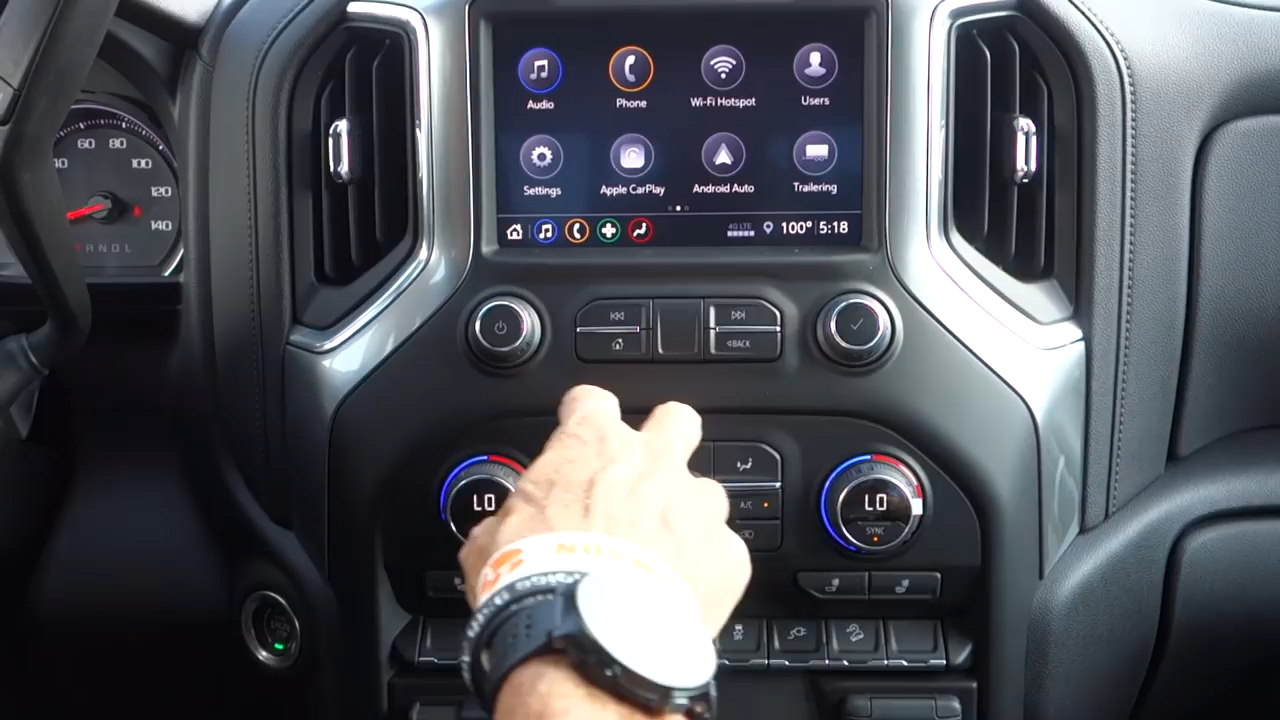 Audio
Phone
Wi-Fi Hotspot
Users
Settings
Apple CarPlay
Android Auto
Trailering
4G LTE
100° 5:18
60
80
100
120
140
BACK
LO
LO
A/C
SYNC
OFF